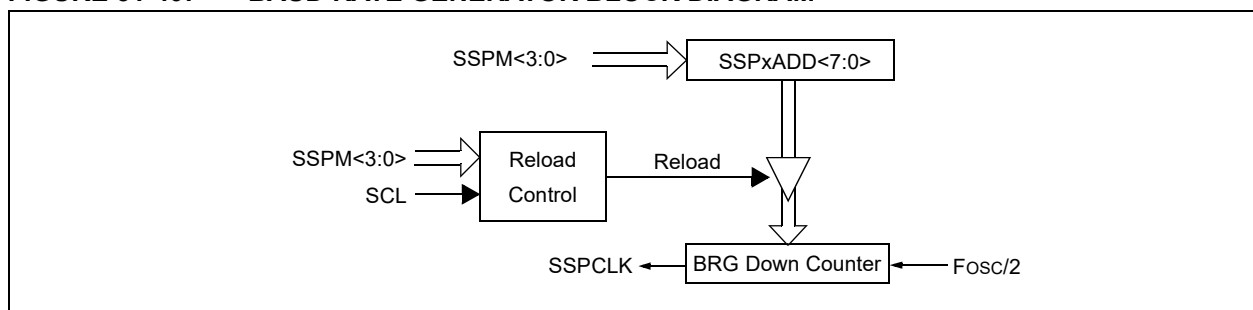 SSPM<3:0>
SSPxADD<7:0>
SSPM<3:0>
SCL
Reload
Control
Reload
SSPCLK
BRG Down Counter
FOSC/2